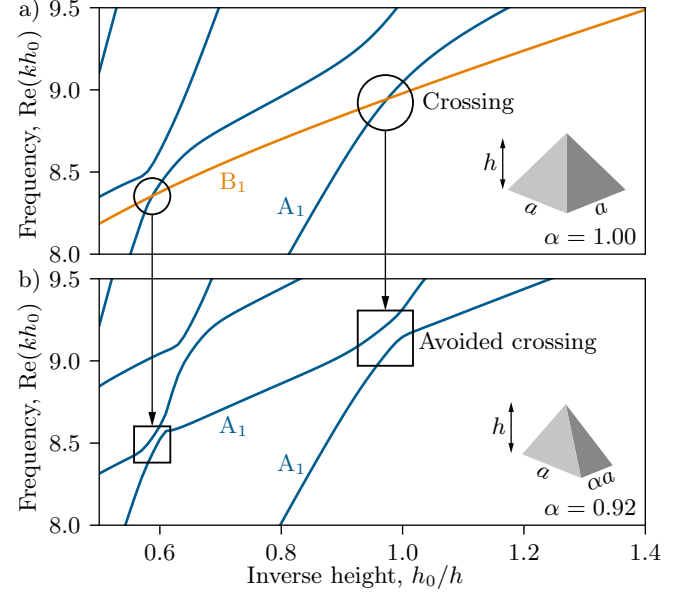 a)
9.5
9.0
8.5
8.0
Frequency, Re(kh₀)
Crossing
B₁
A₁
h
a
a
α = 1.00
b)
9.5
9.0
8.5
8.0
Frequency, Re(kh₀)
Avoided crossing
A₁
A₁
h
a
αa
α = 0.92
0.6 0.8 1.0 1.2 1.4
Inverse height, h₀/h